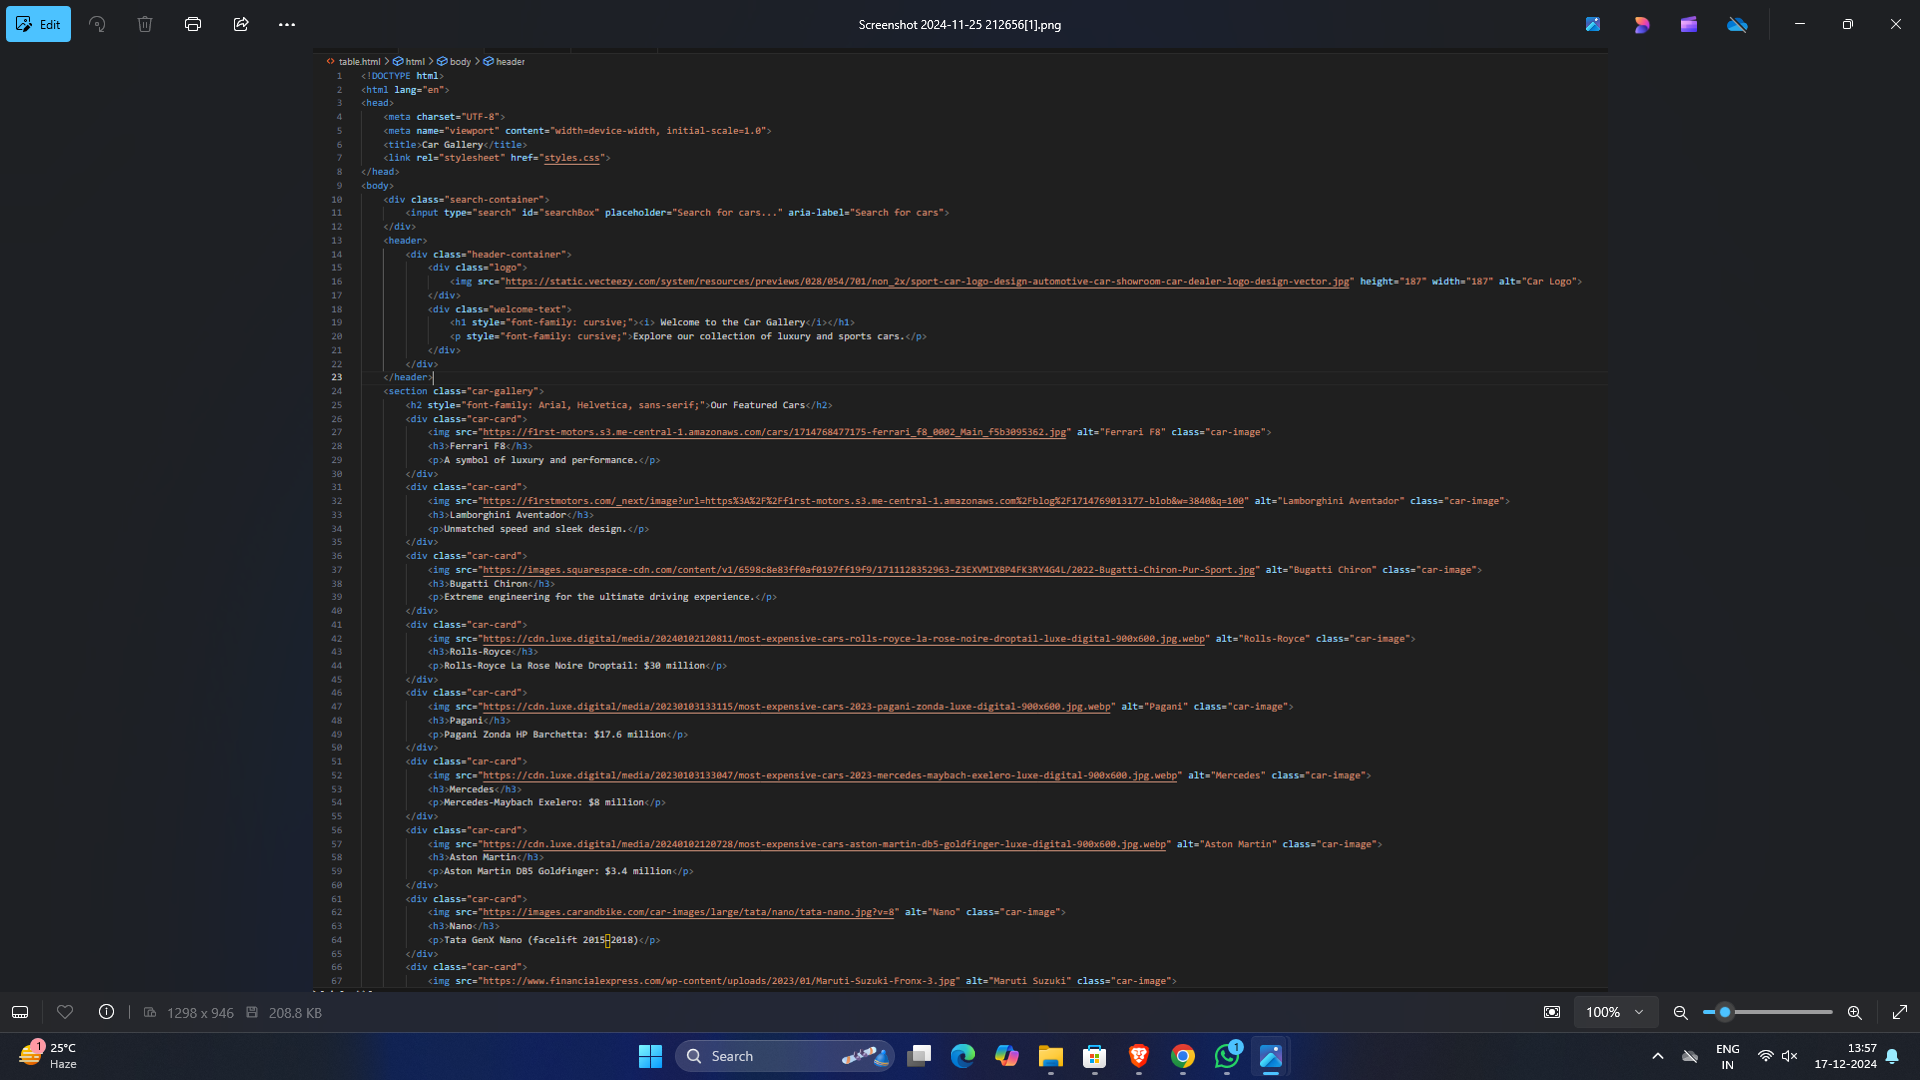 Edit
Screenshot 2024-11-25 212656[1].png
table.html > html > body > header
1 <!DOCTYPE html>
2 <html lang="en">
3 <head>
4 <meta charset="UTF-8">
5 <meta name="viewport" content="width=device-width, initial-scale=1.0">
6 <title>Car Gallery</title>
7 <link rel="stylesheet" href="styles.css">
8 </head>
9 <body>
10 <div class="search-container">
11 <input type="search" id="searchBox" placeholder="Search for cars..." aria-label="Search for cars">
12 </div>
13 <header>
14 <div class="header-container">
15 <div class="logo">
16 <img src="https://static.vecteezy.com/system/resources/previews/028/054/701/non_2x/sport-car-logo-design-automotive-car-showroom-car-dealer-logo-design-vector.jpg" height="187" width="187" alt="Car Logo">
17 </div>
18 <div class="welcome-text">
19 <h1 style="font-family: cursive;"><i> Welcome to the Car Gallery</i></h1>
20 <p style="font-family: cursive;">Explore our collection of luxury and sports cars.</p>
21 </div>
22 </div>
23 </header>
24 <section class="car-gallery">
25 <h2 style="font-family: Arial, Helvetica, sans-serif;">Our Featured Cars</h2>
26 <div class="car-card">
27 <img src="https://f1rst-motors.s3.me-central-1.amazonaws.com/cars/1714768477175-ferrari_f8_0002_Main_f5b3095362.jpg" alt="Ferrari F8" class="car-image">
28 <h3>Ferrari F8</h3>
29 <p>A symbol of luxury and performance.</p>
30 </div>
31 <div class="car-card">
32 <img src="https://f1rstmotors.com/_next/image?url=https%3A%2F%2Ff1rst-motors.s3.me-central-1.amazonaws.com%2Fblog%2F1714769013177-blob&w=3840&q=100" alt="Lamborghini Aventador" class="car-image">
33 <h3>Lamborghini Aventador</h3>
34 <p>Unmatched speed and sleek design.</p>
35 </div>
36 <div class="car-card">
37 <img src="https://images.squarespace-cdn.com/content/v1/6598c8e83ff0af0197ff19f9/1711128352963-Z3EXVMIXBP4FK3RY4G4L/2022-Bugatti-Chiron-Pur-Sport.jpg" alt="Bugatti Chiron" class="car-image">
38 <h3>Bugatti Chiron</h3>
39 <p>Extreme engineering for the ultimate driving experience.</p>
40 </div>
41 <div class="car-card">
42 <img src="https://cdn.luxe.digital/media/20240102120811/most-expensive-cars-rolls-royce-la-rose-noire-droptail-luxe-digital-900x600.jpg.webp" alt="Rolls-Royce" class="car-image">
43 <h3>Rolls-Royce</h3>
44 <p>Rolls-Royce La Rose Noire Droptail: $30 million</p>
45 </div>
46 <div class="car-card">
47 <img src="https://cdn.luxe.digital/media/20230103133115/most-expensive-cars-2023-pagani-zonda-luxe-digital-900x600.jpg.webp" alt="Pagani" class="car-image">
48 <h3>Pagani</h3>
49 <p>Pagani Zonda HP Barchetta: $17.6 million</p>
50 </div>
51 <div class="car-card">
52 <img src="https://cdn.luxe.digital/media/20230103133047/most-expensive-cars-2023-mercedes-maybach-exelero-luxe-digital-900x600.jpg.webp" alt="Mercedes" class="car-image">
53 <h3>Mercedes</h3>
54 <p>Mercedes-Maybach Exelero: $8 million</p>
55 </div>
56 <div class="car-card">
57 <img src="https://cdn.luxe.digital/media/20240102120728/most-expensive-cars-aston-martin-db5-goldfinger-luxe-digital-900x600.jpg.webp" alt="Aston Martin" class="car-image">
58 <h3>Aston Martin</h3>
59 <p>Aston Martin DB5 Goldfinger: $3.4 million</p>
60 </div>
61 <div class="car-card">
62 <img src="https://images.carandbike.com/car-images/large/tata/nano/tata-nano.jpg?v=8" alt="Nano" class="car-image">
63 <h3>Nano</h3>
64 <p>Tata GenX Nano (facelift 2015–2018)</p>
65 </div>
66 <div class="car-card">
67 <img src="https://www.financialexpress.com/wp-content/uploads/2023/01/Maruti-Suzuki-Fronx-3.jpg" alt="Maruti Suzuki" class="car-image">
1298 x 946 208.8 KB 100%
1 25°C Haze
Search
1
ENG IN
13:57
17-12-2024